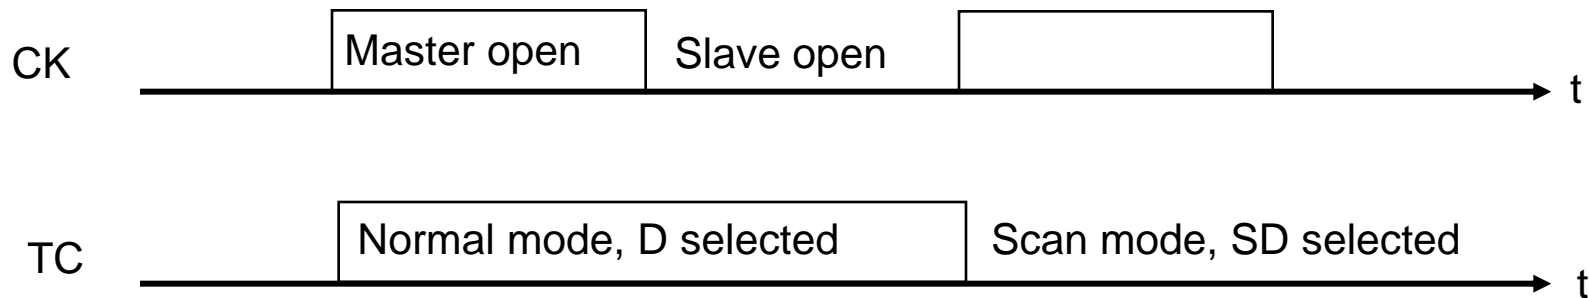 CK
Master open
Slave open
t
TC
Normal mode, D selected
Scan mode, SD selected
t